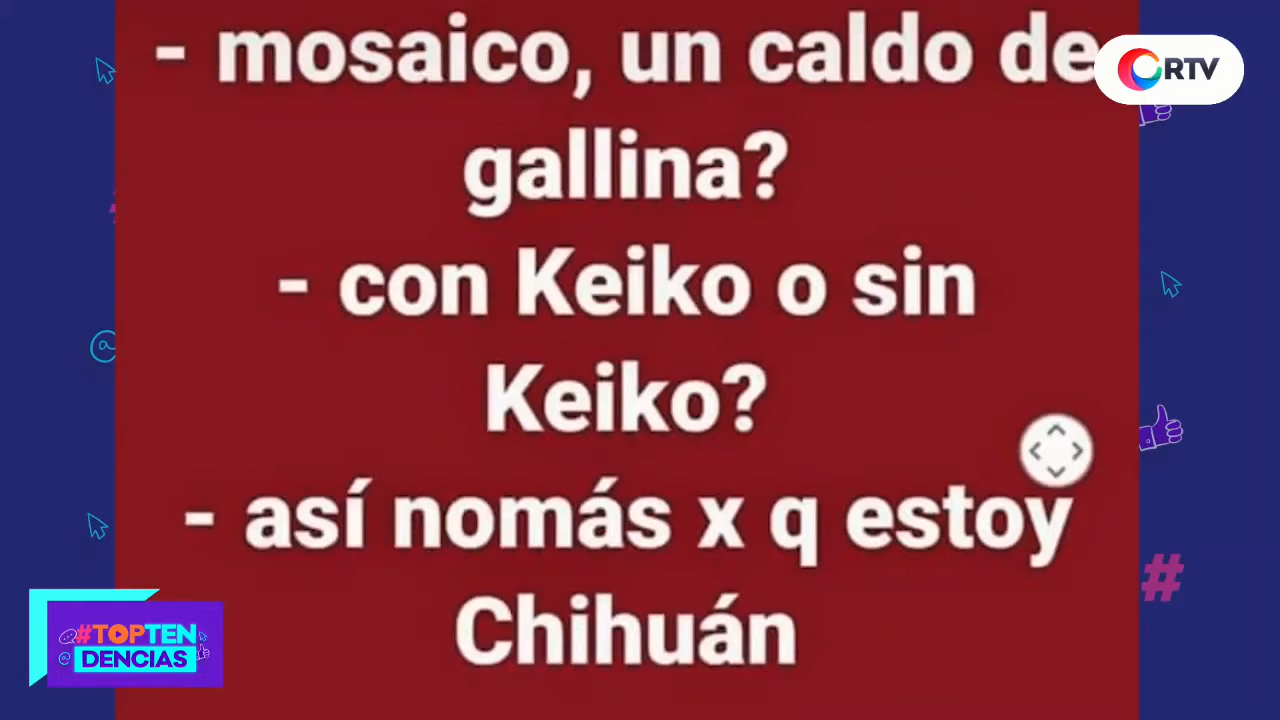 - mosaico, un caldo de
gallina?
- con Keiko o sin
Keiko?
- así nomás x q estoy
Chihuán
RTV
@
#
#TOPTEN
@ DENCIAS